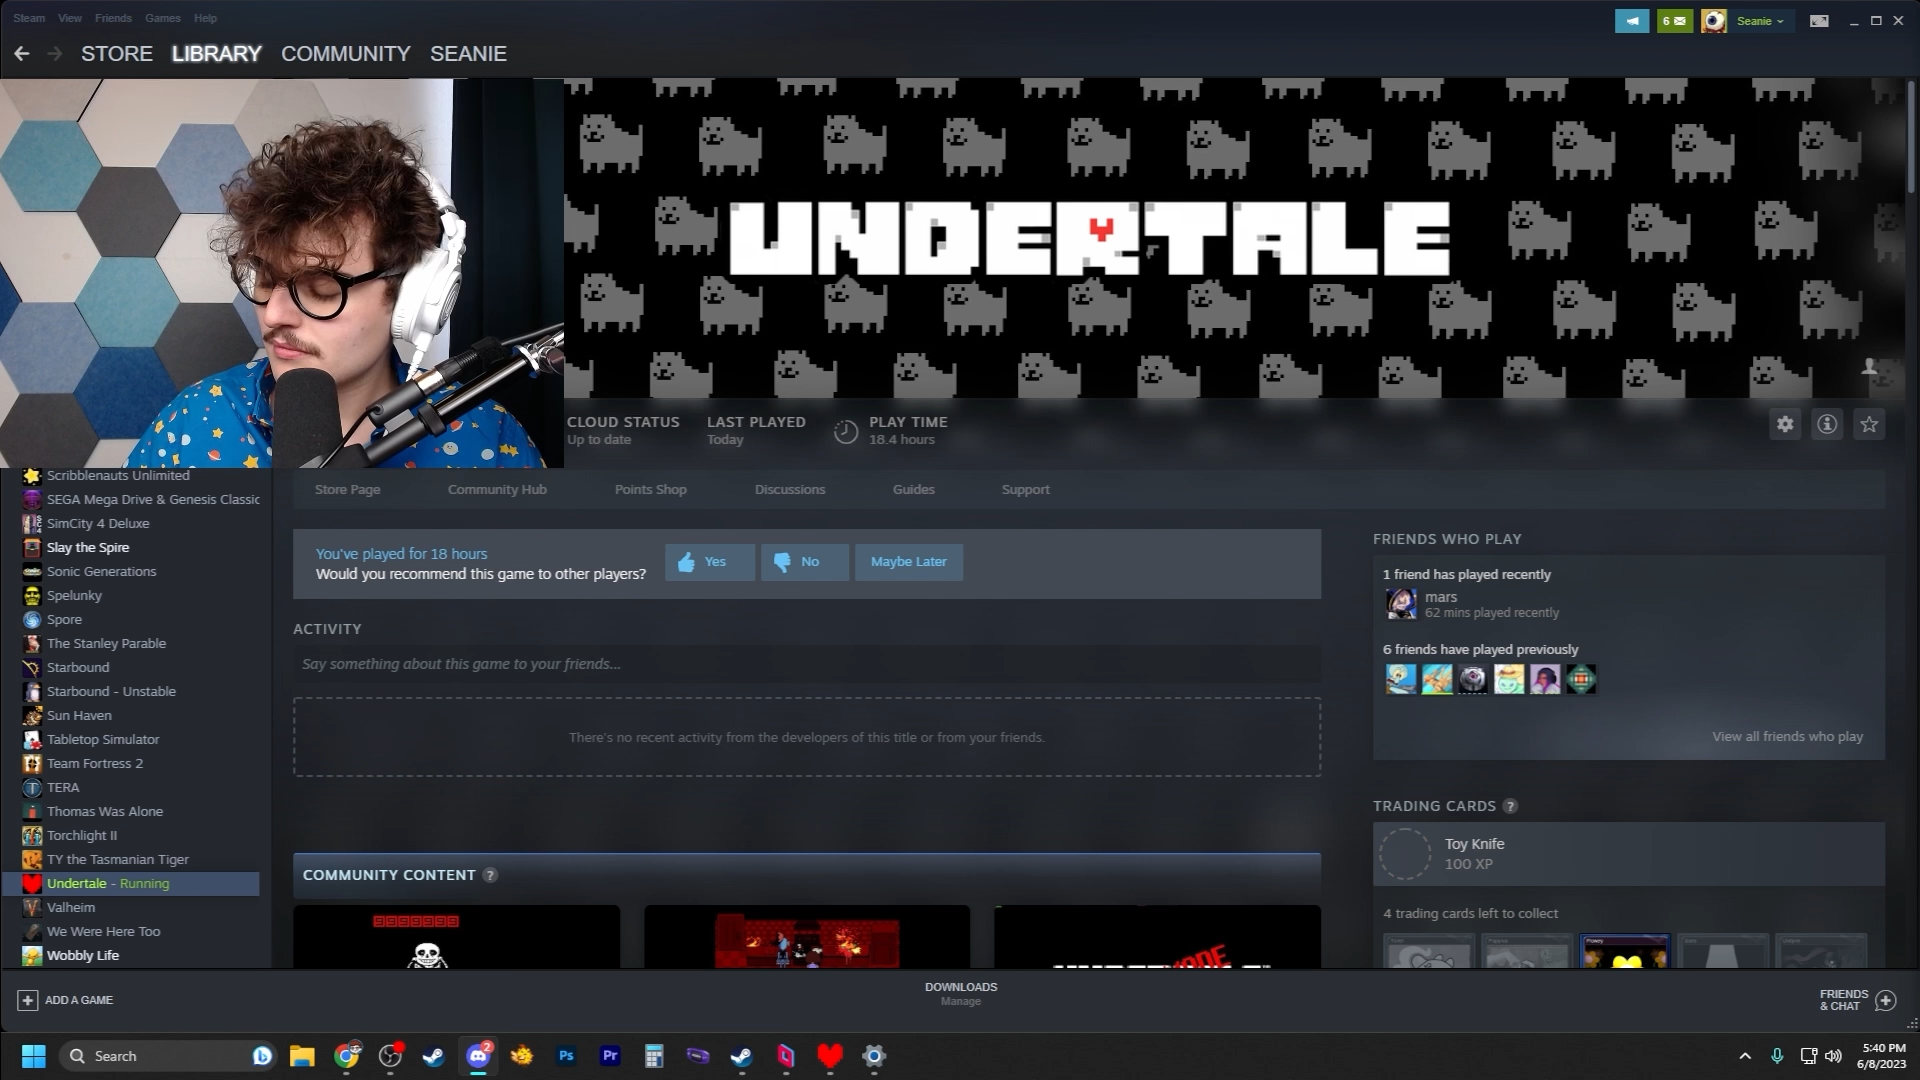 Steam View Friends Games Help
6 Seanie
STORE LIBRARY COMMUNITY SEANIE
UNDERTALE
CLOUD STATUS LAST PLAYED PLAY TIME
Up to date Today 18.4 hours
Scribblenauts Unlimited
SEGA Mega Drive & Genesis Classic
SimCity 4 Deluxe
Slay the Spire
Sonic Generations
Spelunky
Spore
The Stanley Parable
Starbound
Starbound - Unstable
Sun Haven
Tabletop Simulator
Team Fortress 2
TERA
Thomas Was Alone
Torchlight II
TY the Tasmanian Tiger
Undertale - Running
Valheim
We Were Here Too
Wobbly Life
Store Page Community Hub Points Shop Discussions Guides Support
You've played for 18 hours
Would you recommend this game to other players?
Yes No Maybe Later
ACTIVITY
Say something about this game to your friends...
There's no recent activity from the developers of this title or from your friends.
COMMUNITY CONTENT ?
9999999
FRIENDS WHO PLAY
1 friend has played recently
mars
62 mins played recently
6 friends have played previously
View all friends who play
TRADING CARDS ?
Toy Knife
100 XP
4 trading cards left to collect
ADD A GAME
DOWNLOADS
Manage
FRIENDS
& CHAT
Search
2
Ps Pr
5:40 PM
6/8/2023